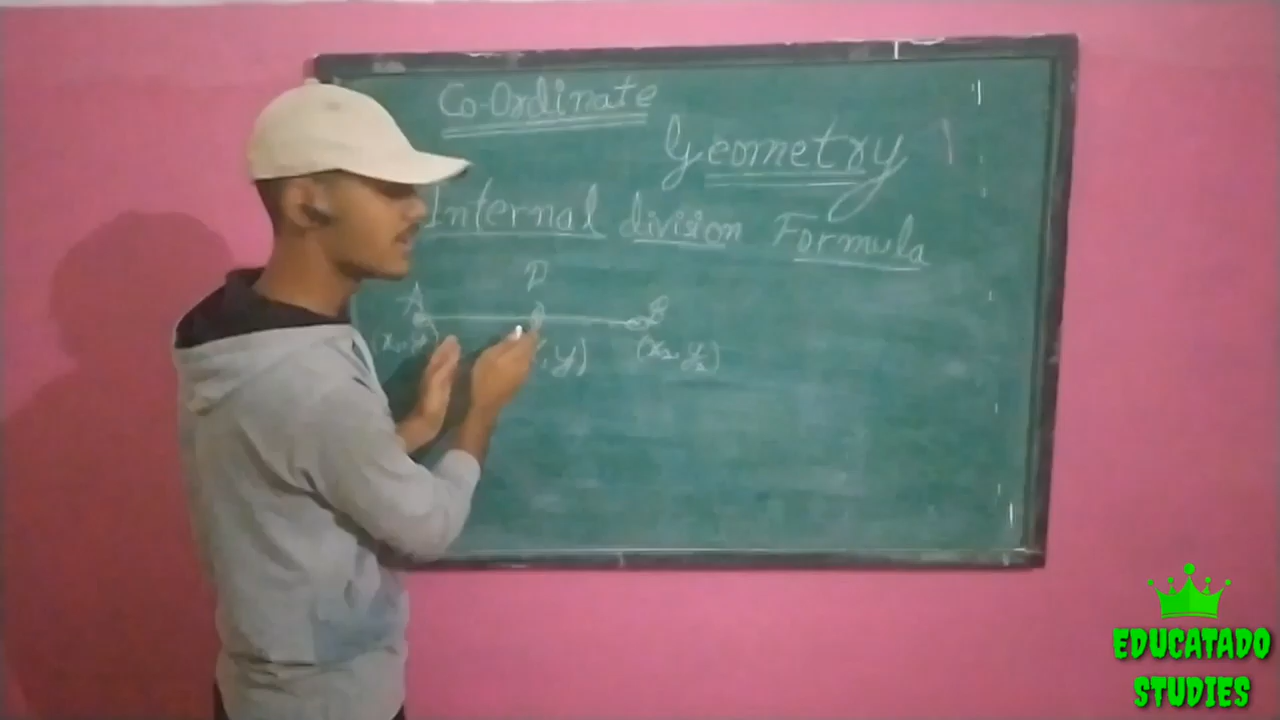 Co-Ordinate
Geometry
Internal division Formula
P
A B
, y) (x₂, y₂)
EDUCATADO
STUDIES